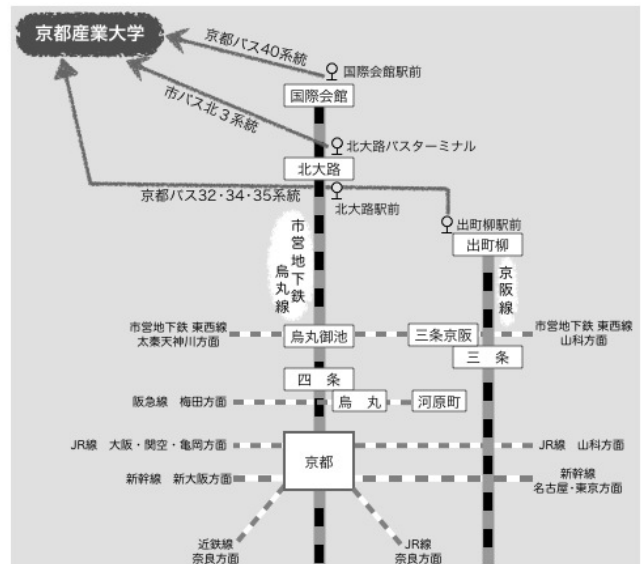 京都産業大学
京都バス40系統
国際会館駅前
国際会館
市バス北3系統
北大路バスターミナル
北大路
京都バス32・34・35系統
北大路駅前
出町柳駅前
出町柳
市営地下鉄
烏丸線
京阪線
市営地下鉄 東西線
太秦天神川方面
烏丸御池
三条京阪
市営地下鉄 東西線
山科方面
三 条
四 条
阪急線 梅田方面
烏 丸
河原町
JR線 大阪・関空・亀岡方面
京都
JR線 山科方面
新幹線 新大阪方面
新幹線
名古屋・東京方面
近鉄線
奈良方面
JR線
奈良方面